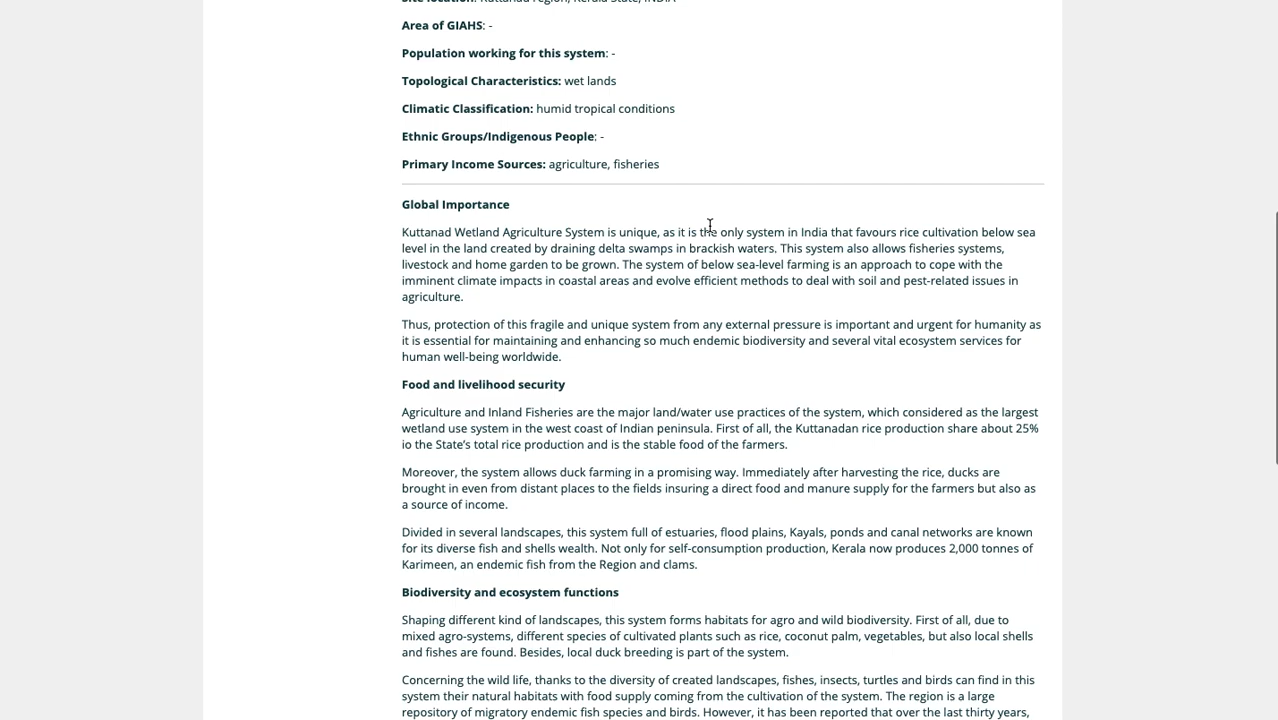 Site location: Kuttanad region, Kerala State, INDIA
Area of GIAHS: -
Population working for this system: -
Topological Characteristics: wet lands
Climatic Classification: humid tropical conditions
Ethnic Groups/Indigenous People: -
Primary Income Sources: agriculture, fisheries
Global Importance
Kuttanad Wetland Agriculture System is unique, as it is the only system in India that favours rice cultivation below sea
level in the land created by draining delta swamps in brackish waters. This system also allows fisheries systems,
livestock and home garden to be grown. The system of below sea-level farming is an approach to cope with the
imminent climate impacts in coastal areas and evolve efficient methods to deal with soil and pest-related issues in
agriculture.
Thus, protection of this fragile and unique system from any external pressure is important and urgent for humanity as
it is essential for maintaining and enhancing so much endemic biodiversity and several vital ecosystem services for
human well-being worldwide.
Food and livelihood security
Agriculture and Inland Fisheries are the major land/water use practices of the system, which considered as the largest
wetland use system in the west coast of Indian peninsula. First of all, the Kuttanadan rice production share about 25%
io the State’s total rice production and is the stable food of the farmers.
Moreover, the system allows duck farming in a promising way. Immediately after harvesting the rice, ducks are
brought in even from distant places to the fields insuring a direct food and manure supply for the farmers but also as
a source of income.
Divided in several landscapes, this system full of estuaries, flood plains, Kayals, ponds and canal networks are known
for its diverse fish and shells wealth. Not only for self-consumption production, Kerala now produces 2,000 tonnes of
Karimeen, an endemic fish from the Region and clams.
Biodiversity and ecosystem functions
Shaping different kind of landscapes, this system forms habitats for agro and wild biodiversity. First of all, due to
mixed agro-systems, different species of cultivated plants such as rice, coconut palm, vegetables, but also local shells
and fishes are found. Besides, local duck breeding is part of the system.
Concerning the wild life, thanks to the diversity of created landscapes, fishes, insects, turtles and birds can find in this
system their natural habitats with food supply coming from the cultivation of the system. The region is a large
repository of migratory endemic fish species and birds. However, it has been reported that over the last thirty years,